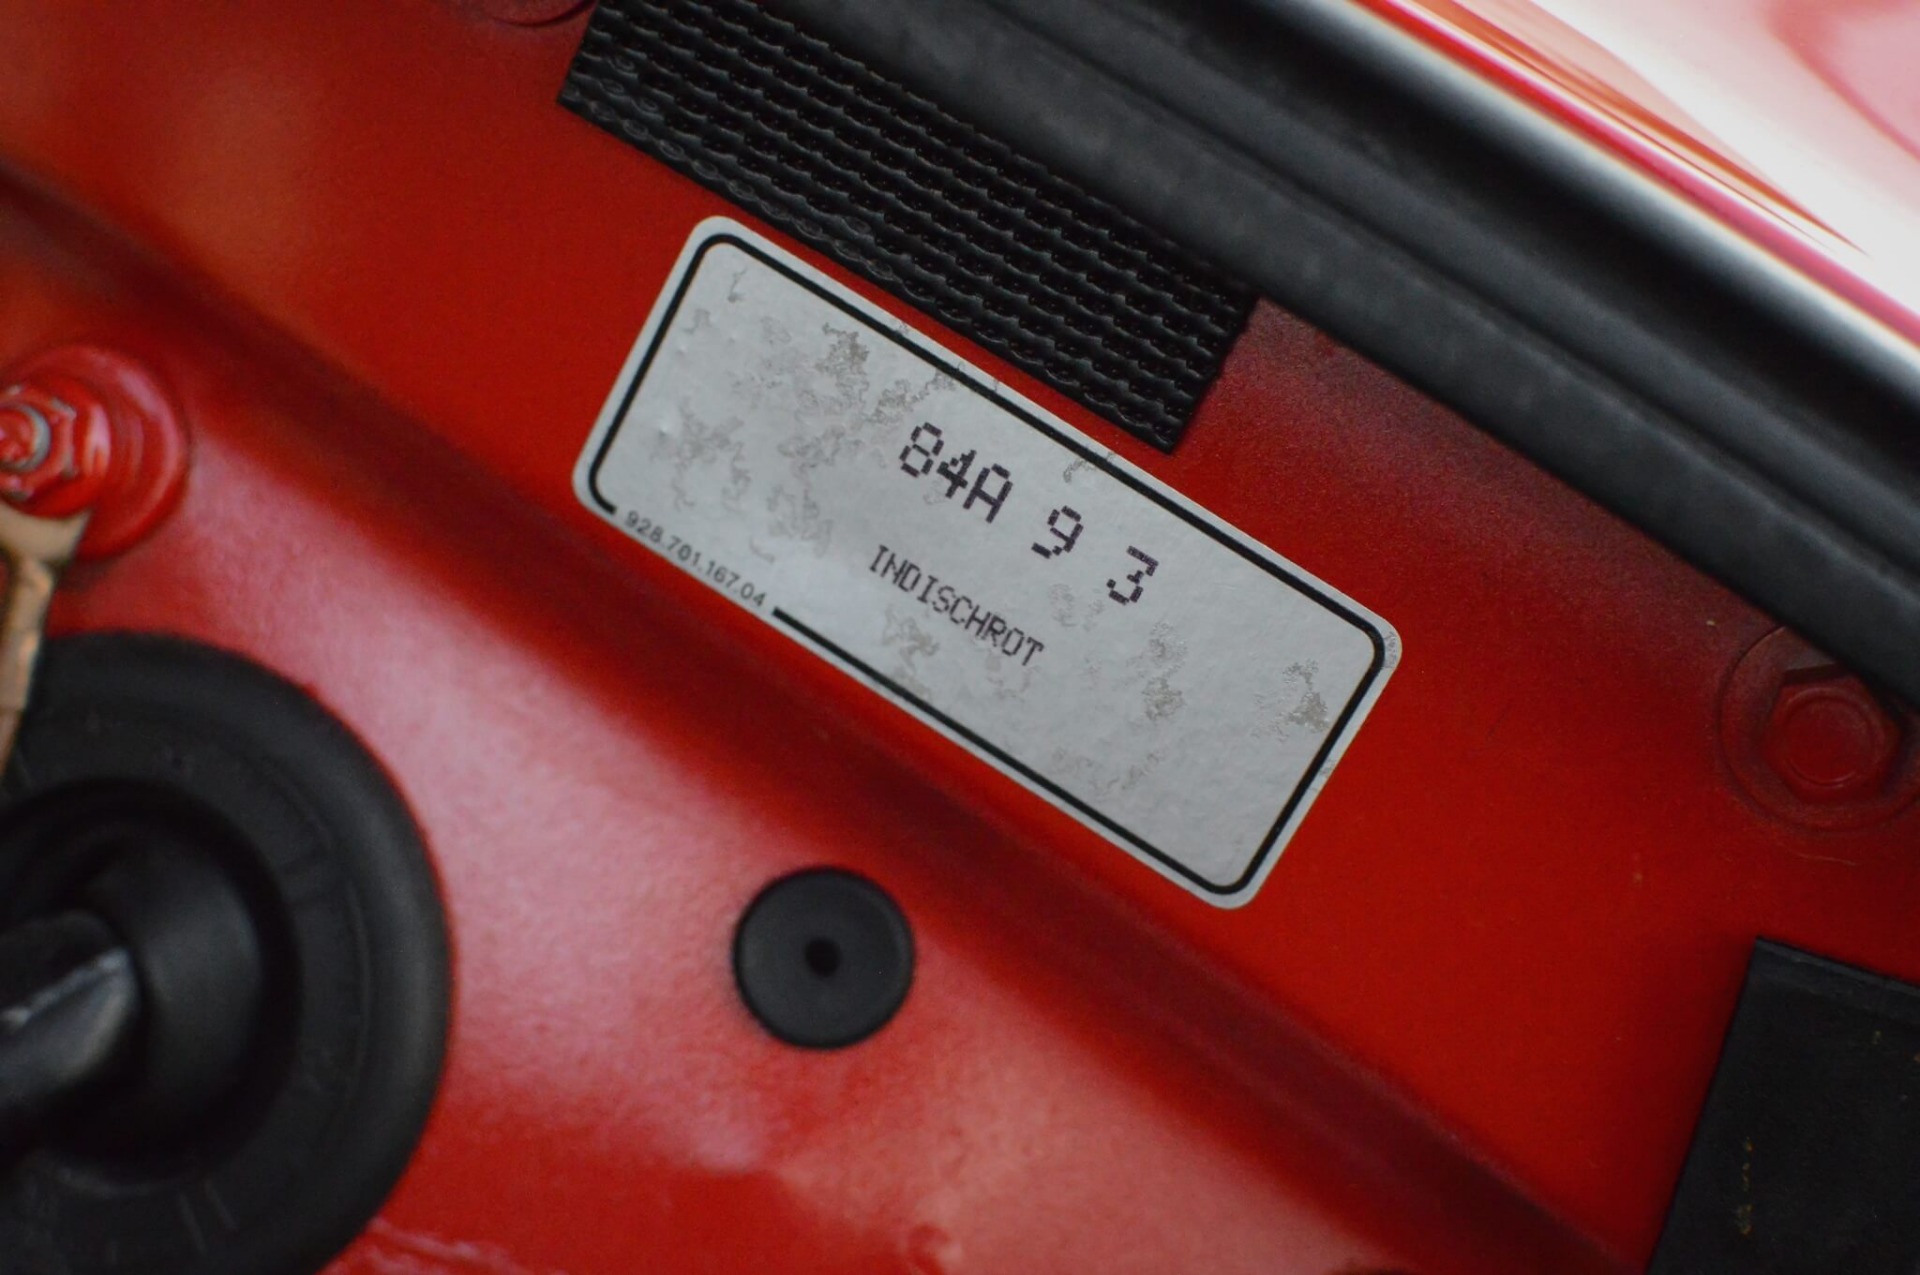 84A 9 3
INDISCHROT
928.701.167.04